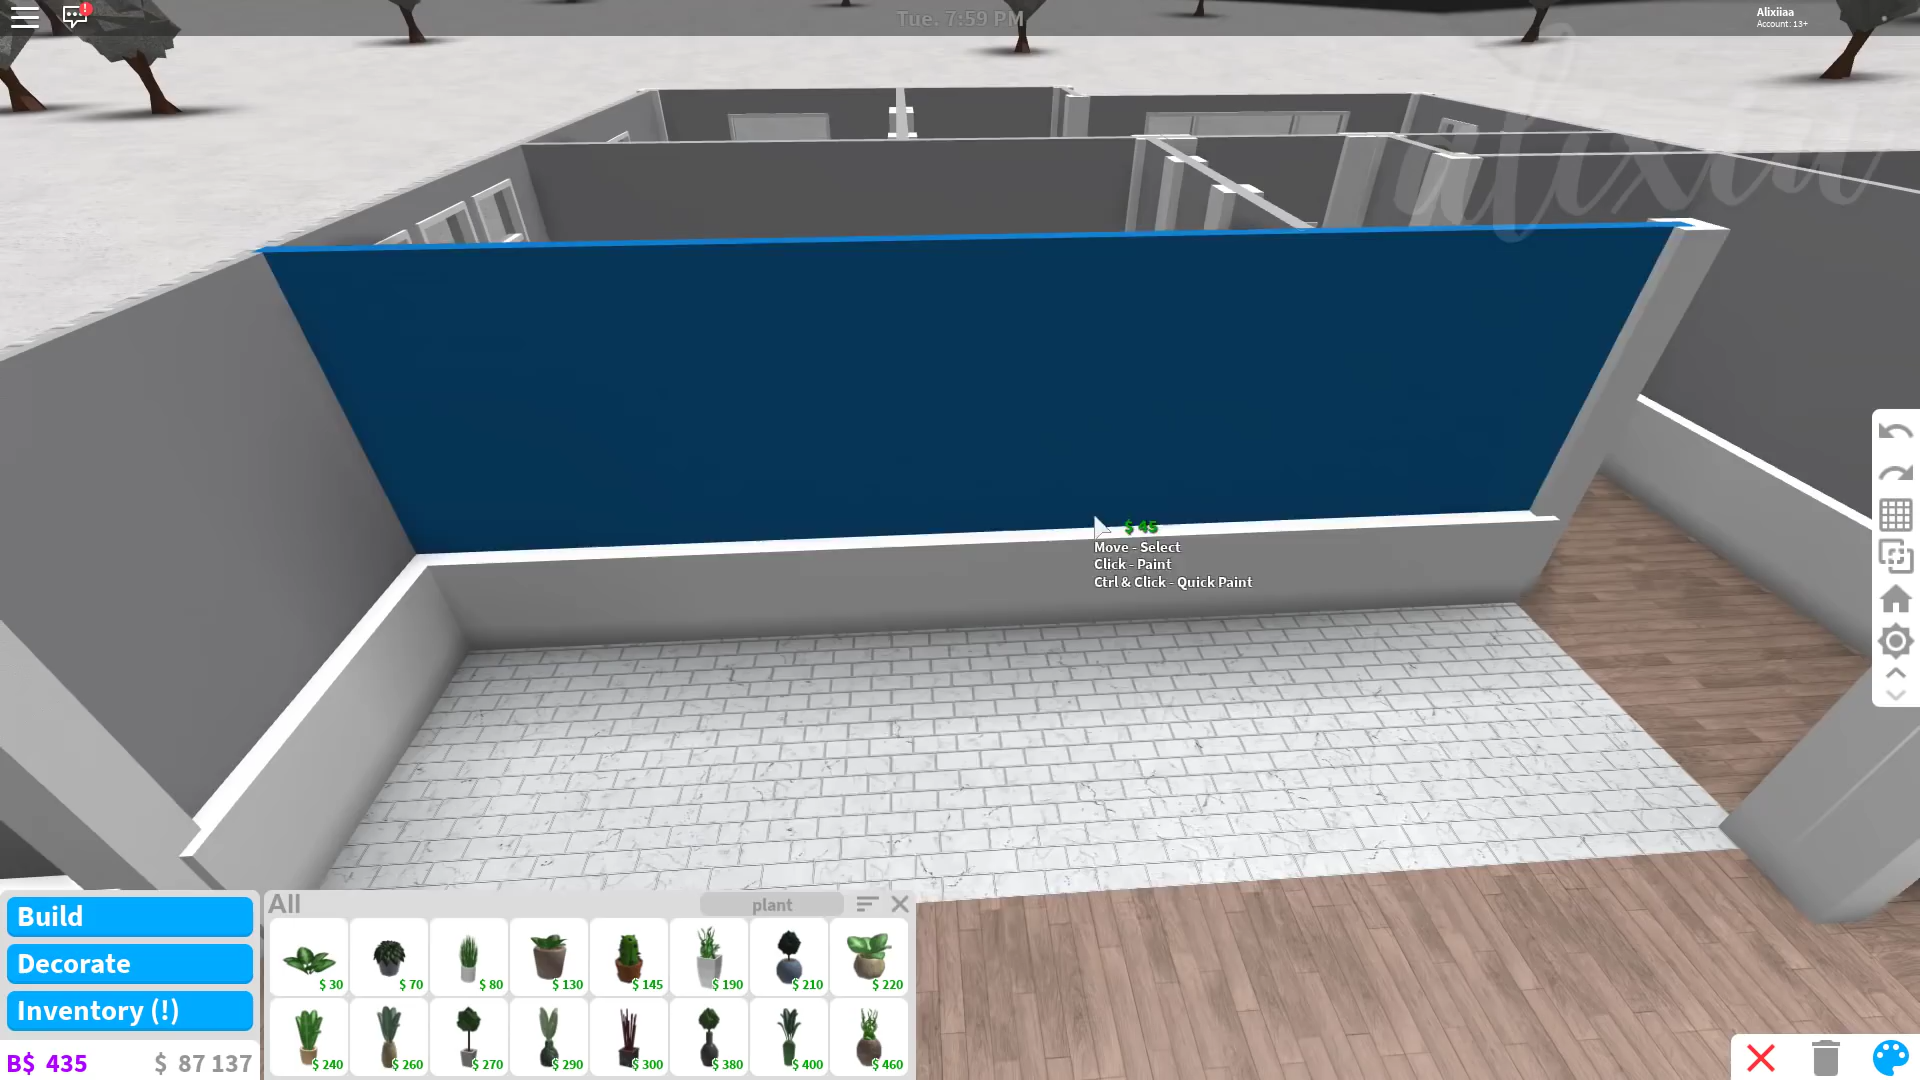 Tue. 7:59 PM
Alixiiaa
Account: 13+
alixia
$ 45
Move - Select
Click - Paint
Ctrl & Click - Quick Paint
Build
Decorate
Inventory (!)
B$ 435
$ 87 137
All
plant
$ 30
$ 70
$ 80
$ 130
$ 145
$ 190
$ 210
$ 220
$ 240
$ 260
$ 270
$ 290
$ 300
$ 380
$ 400
$ 460